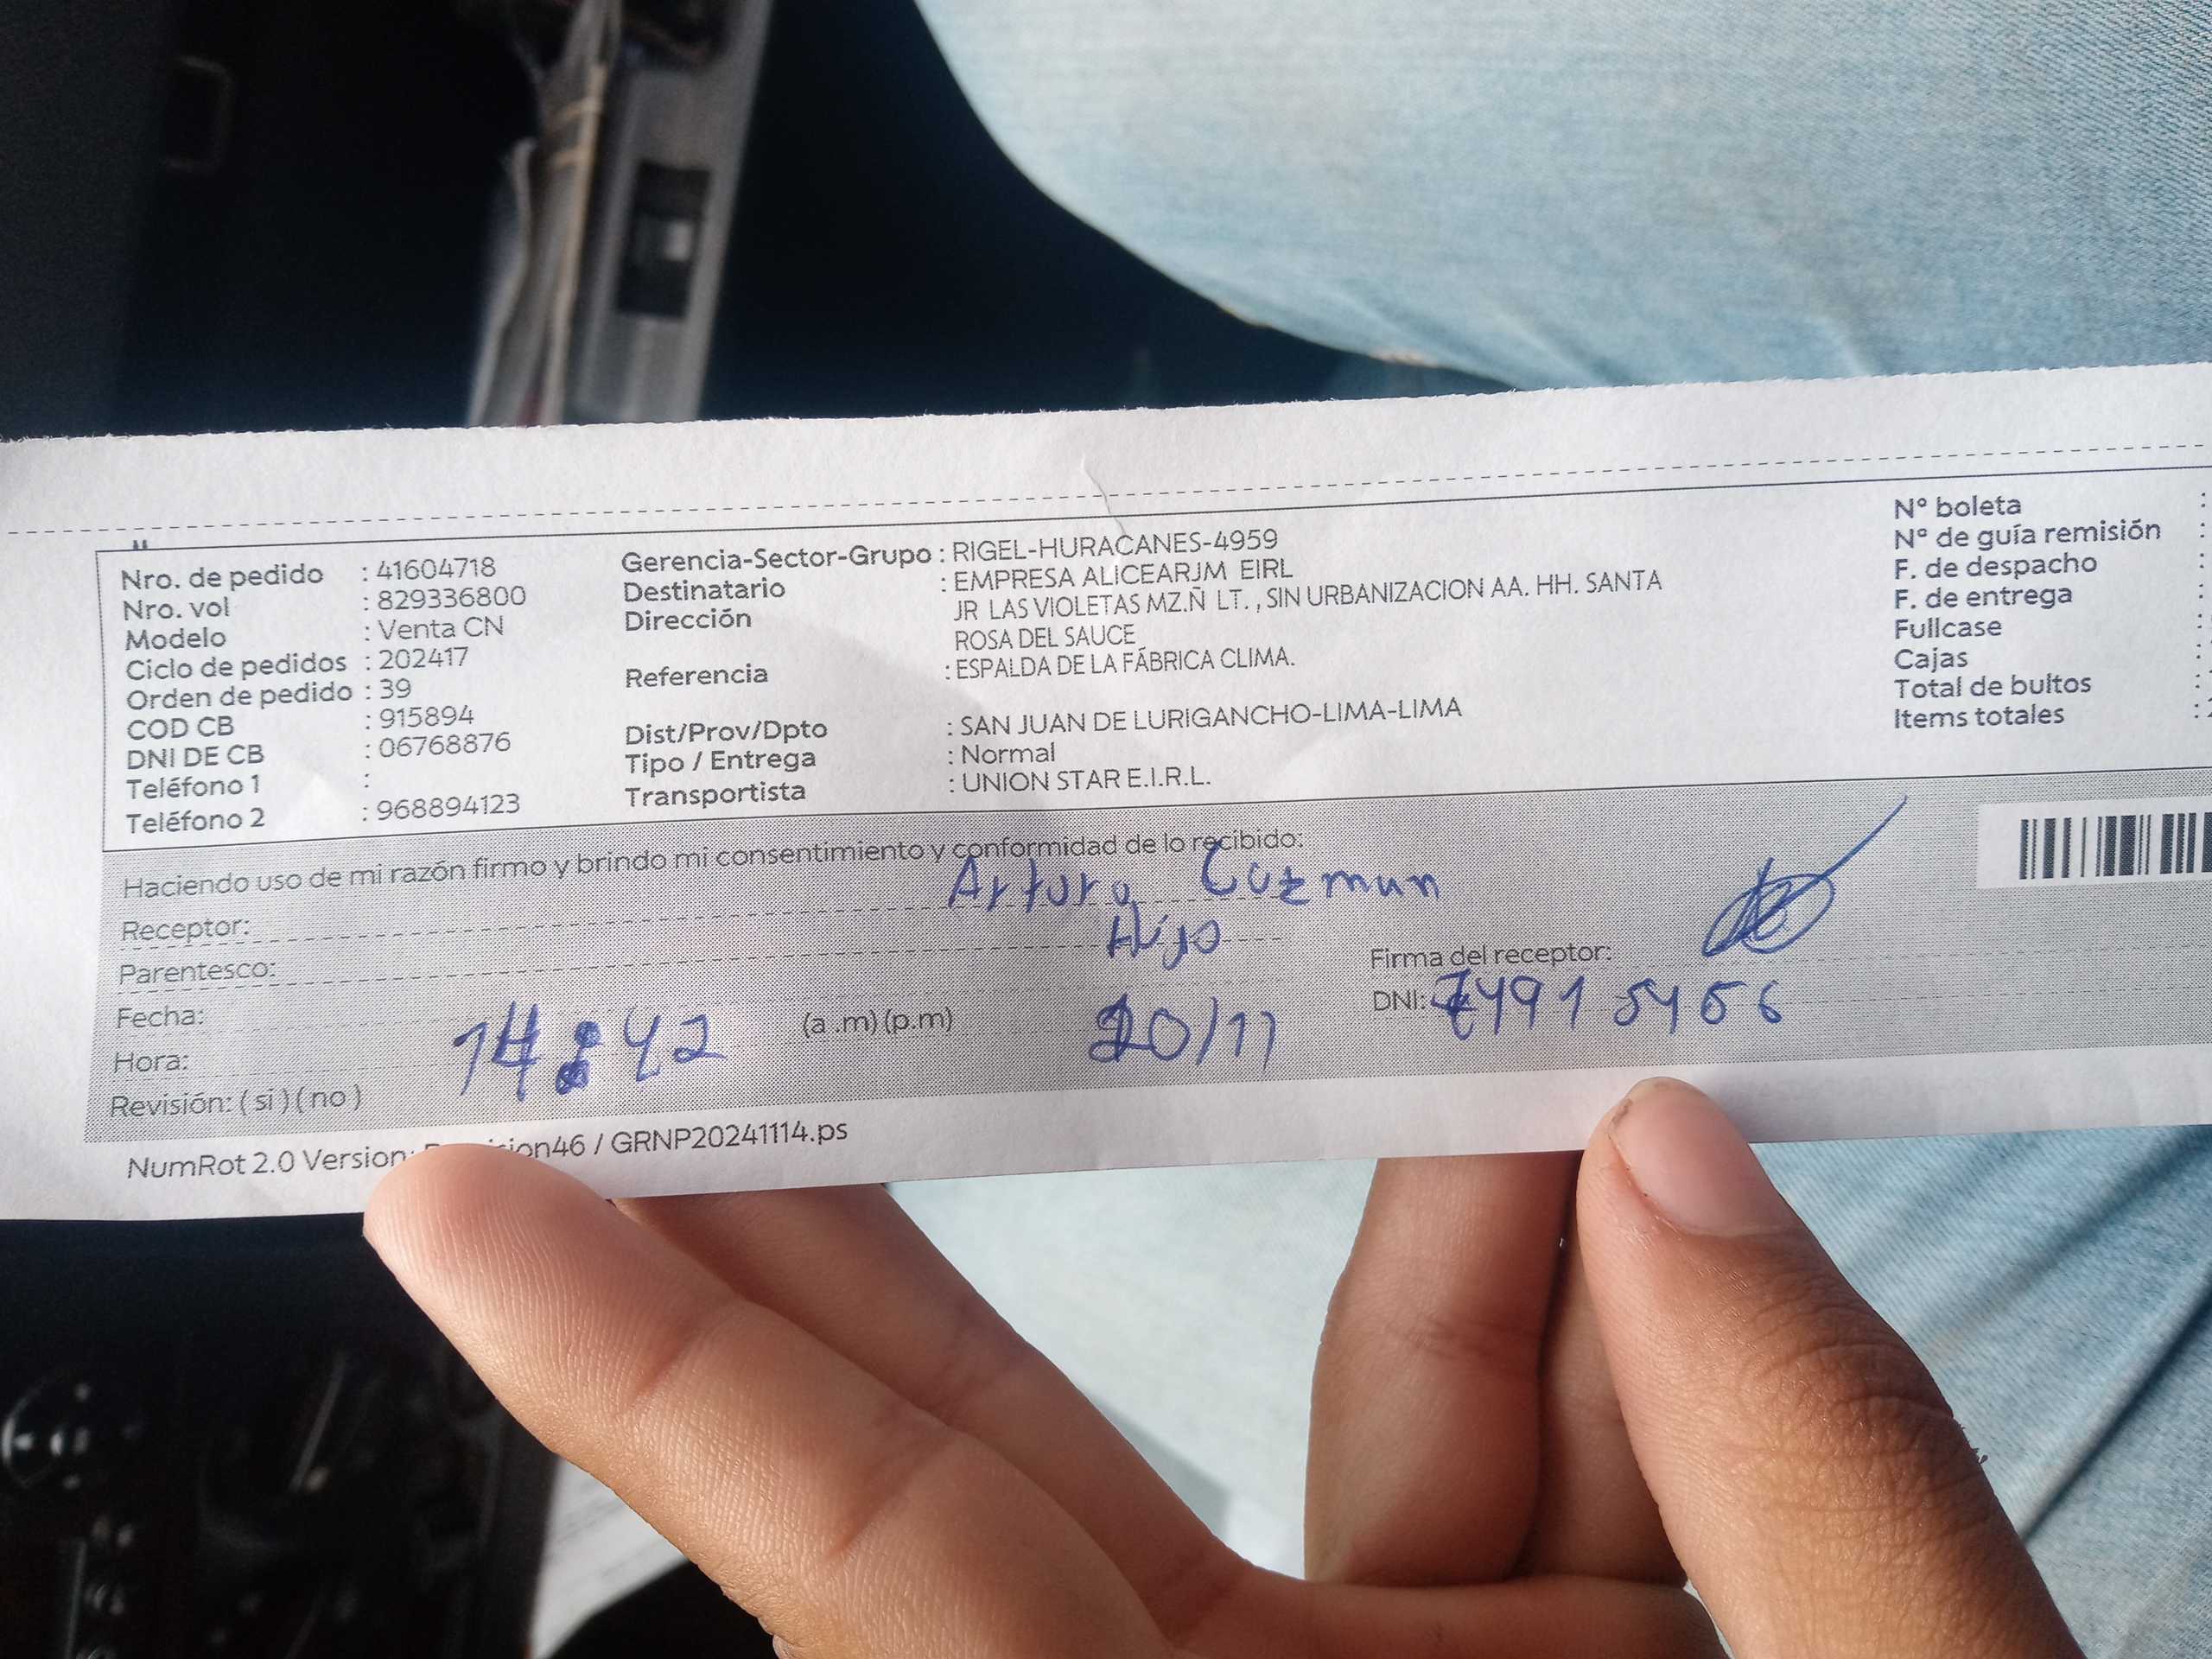 Nro. de pedido : 41604718
Nro. vol : 829336800
Modelo : Venta CN
Ciclo de pedidos : 202417
Orden de pedido : 39
COD CB : 915894
DNI DE CB : 06768876
Teléfono 1 :
Teléfono 2 : 968894123
Gerencia-Sector-Grupo : RIGEL-HURACANES-4959
Destinatario : EMPRESA ALICEARJM EIRL
Dirección JR LAS VIOLETAS MZ.Ñ LT. , SIN URBANIZACION AA. HH. SANTA
ROSA DEL SAUCE
Referencia : ESPALDA DE LA FÁBRICA CLIMA.
Dist/Prov/Dpto : SAN JUAN DE LURIGANCHO-LIMA-LIMA
Tipo / Entrega : Normal
Transportista : UNION STAR E.I.R.L.
Nº boleta :
Nº de guía remisión :
F. de despacho :
F. de entrega :
Fullcase :
Cajas :
Total de bultos :
Items totales :
Haciendo uso de mi razón firmo y brindo mi consentimiento y conformidad de lo recibido:
Receptor: Arturo Guzman
Parentesco: Hijo
Firma del receptor:
Fecha: 20/11
DNI: 74915456
Hora: 14:42 (a .m) (p.m)
Revisión: ( si ) ( no )
NumRot 2.0 Version: / GRNP20241114.ps